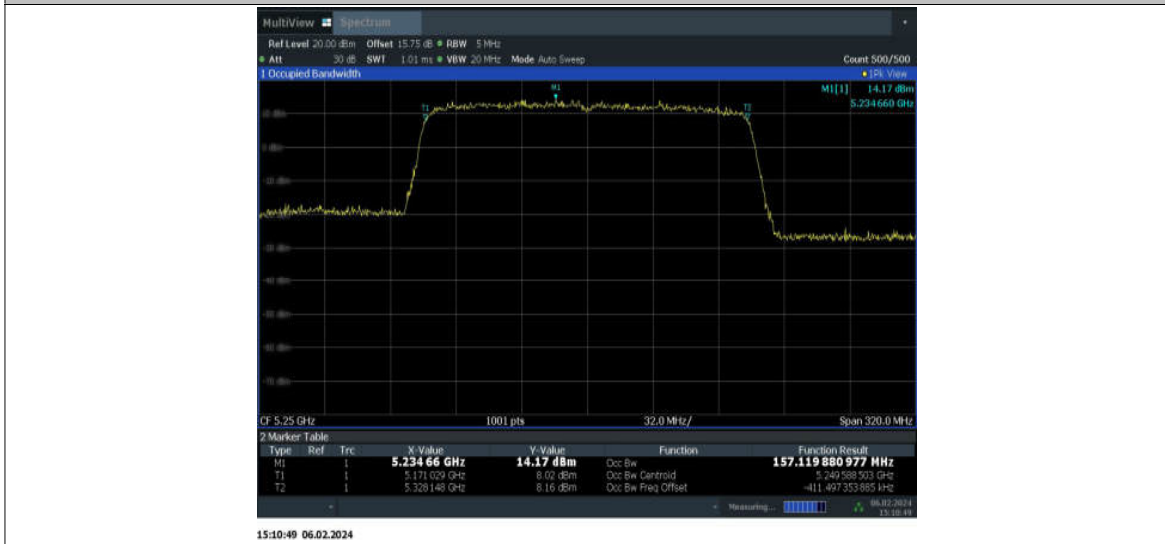 MultiView Spectrum
Ref Level 20.00 dBm Offset 15.75 dB RBW 5 MHz
Att 30 dB SWT 1.01 ms VBW 20 MHz Mode Auto Sweep Count 500/500
1 Occupied Bandwidth 1Pk View
M1[1] 14.17 dBm
5.234660 GHz
M1
T1
T2
CF 5.25 GHz 1001 pts 32.0 MHz/ Span 320.0 MHz
2 Marker Table
Type Ref Trc X-Value Y-Value Function Function Result
M1 1 5.23466 GHz 14.17 dBm Occ Bw 157.119 880 977 MHz
T1 1 5.171 029 GHz 8.02 dBm Occ Bw Centroid 5.249 588 503 GHz
T2 1 5.328 148 GHz 8.16 dBm Occ Bw Freq Offset -411.497 353 885 kHz
Measuring... 06.02.2024
15:10:49
15:10:49 06.02.2024